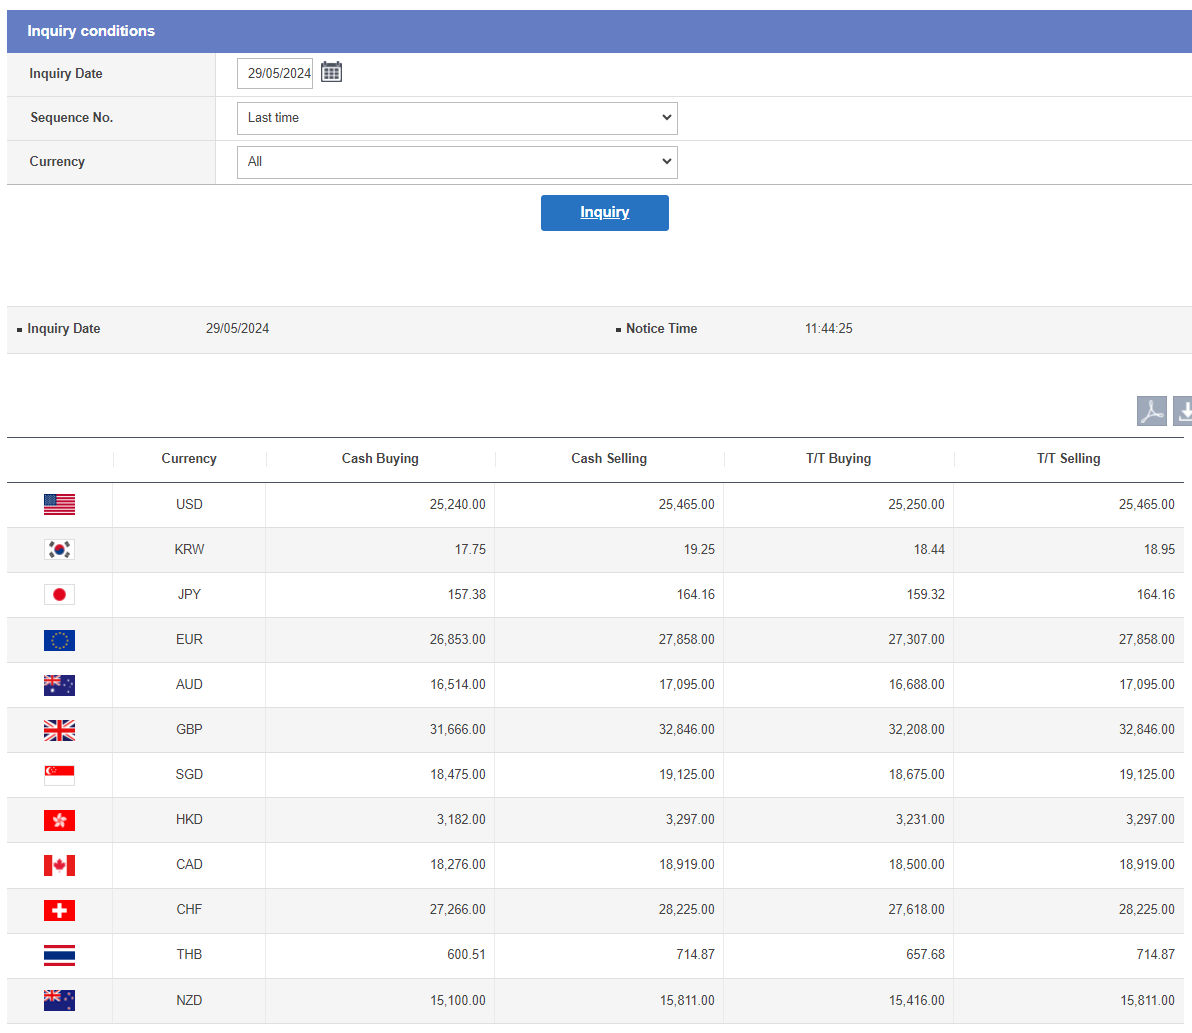 Inquiry conditions
Inquiry Date 29/05/2024
Sequence No. Last time
Currency All
Inquiry
Inquiry Date 29/05/2024 Notice Time 11:44:25
Currency Cash Buying Cash Selling T/T Buying T/T Selling
USD 25,240.00 25,465.00 25,250.00 25,465.00
KRW 17.75 19.25 18.44 18.95
JPY 157.38 164.16 159.32 164.16
EUR 26,853.00 27,858.00 27,307.00 27,858.00
AUD 16,514.00 17,095.00 16,688.00 17,095.00
GBP 31,666.00 32,846.00 32,208.00 32,846.00
SGD 18,475.00 19,125.00 18,675.00 19,125.00
HKD 3,182.00 3,297.00 3,231.00 3,297.00
CAD 18,276.00 18,919.00 18,500.00 18,919.00
CHF 27,266.00 28,225.00 27,618.00 28,225.00
THB 600.51 714.87 657.68 714.87
NZD 15,100.00 15,811.00 15,416.00 15,811.00